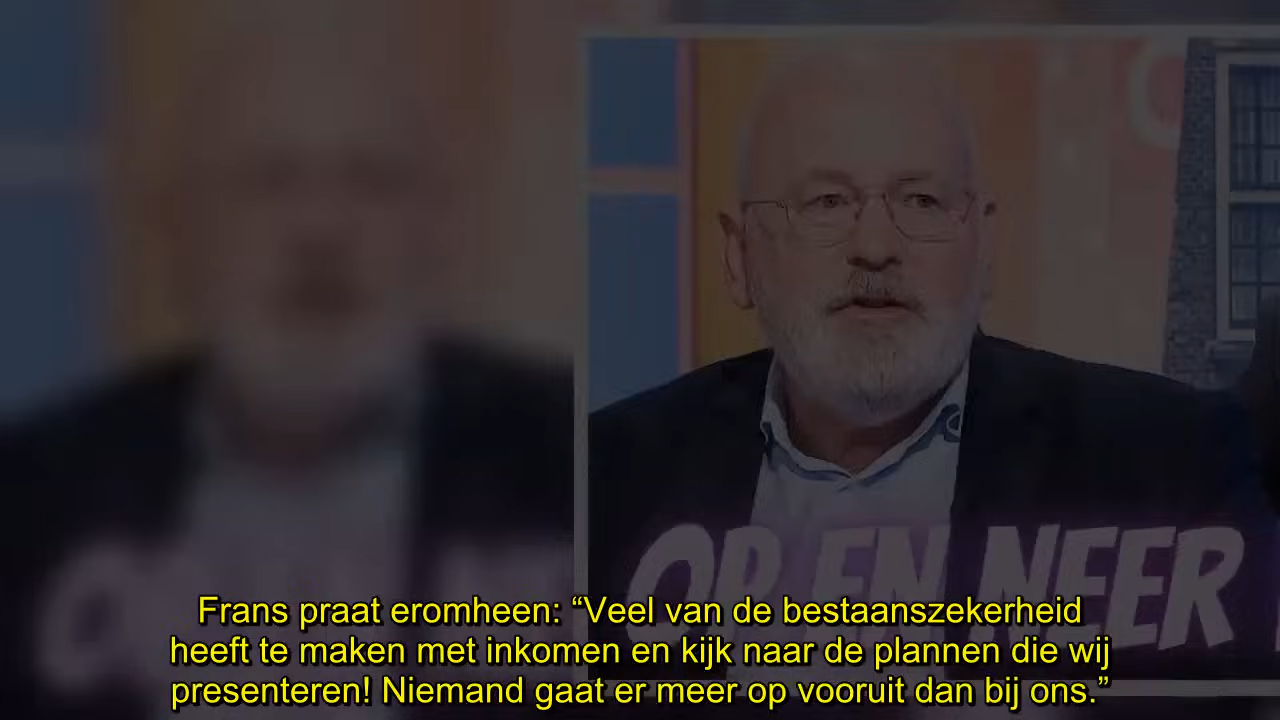 OP EN NEER
Frans praat eromheen: “Veel van de bestaanszekerheid
heeft te maken met inkomen en kijk naar de plannen die wij
presenteren! Niemand gaat er meer op vooruit dan bij ons.”